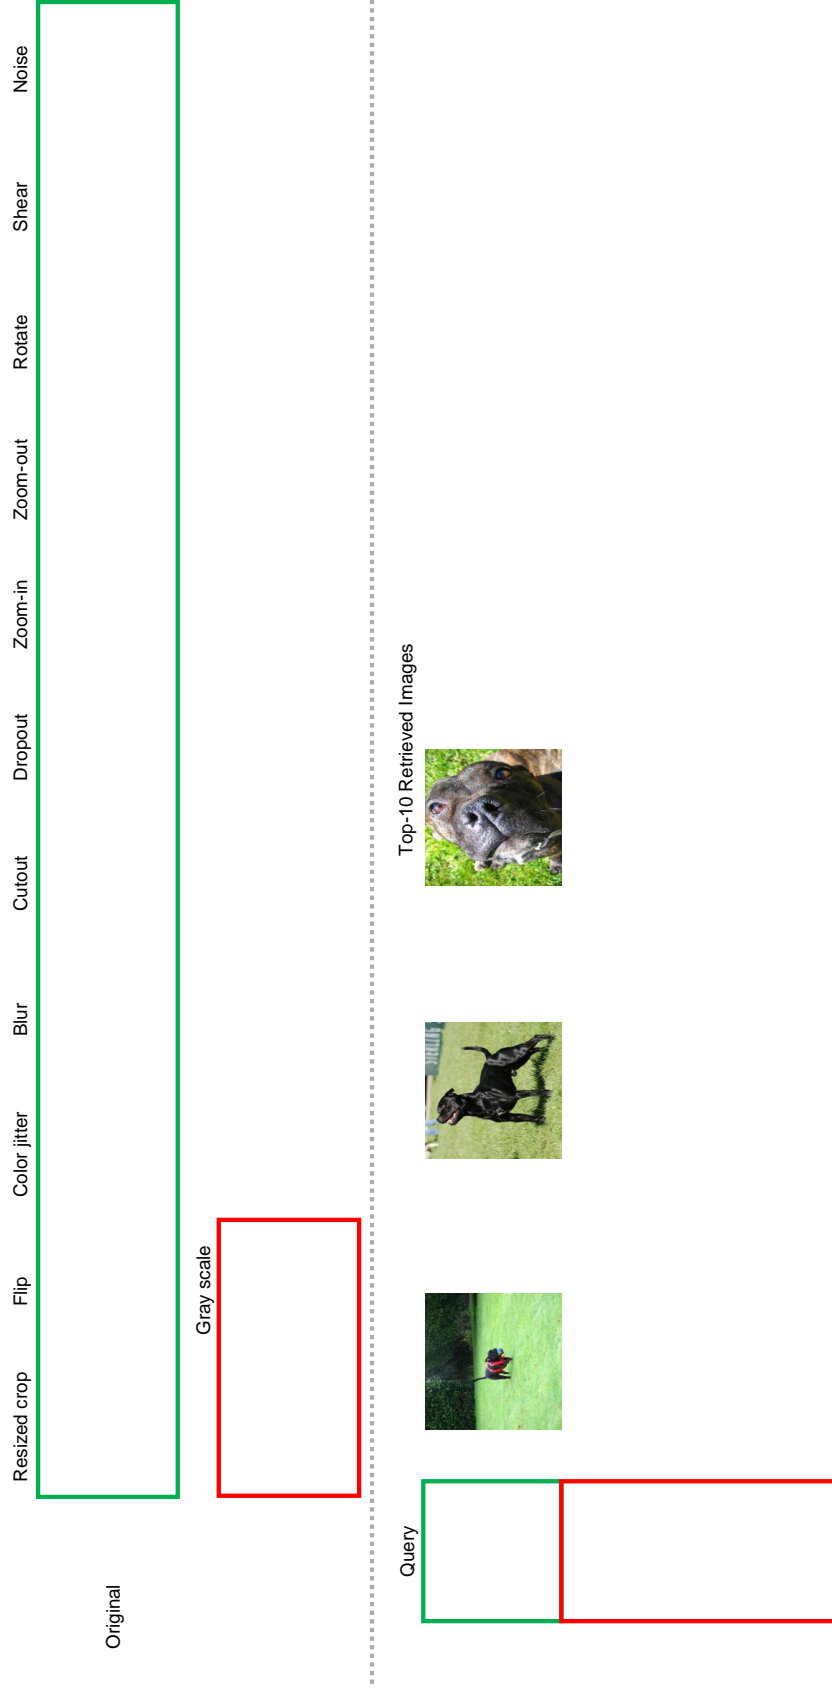 Resized crop
Flip
Color jitter
Blur
Cutout
Dropout
Zoom-in
Zoom-out
Rotate
Shear
Noise
Original
Gray scale
Query
Top-10 Retrieved Images